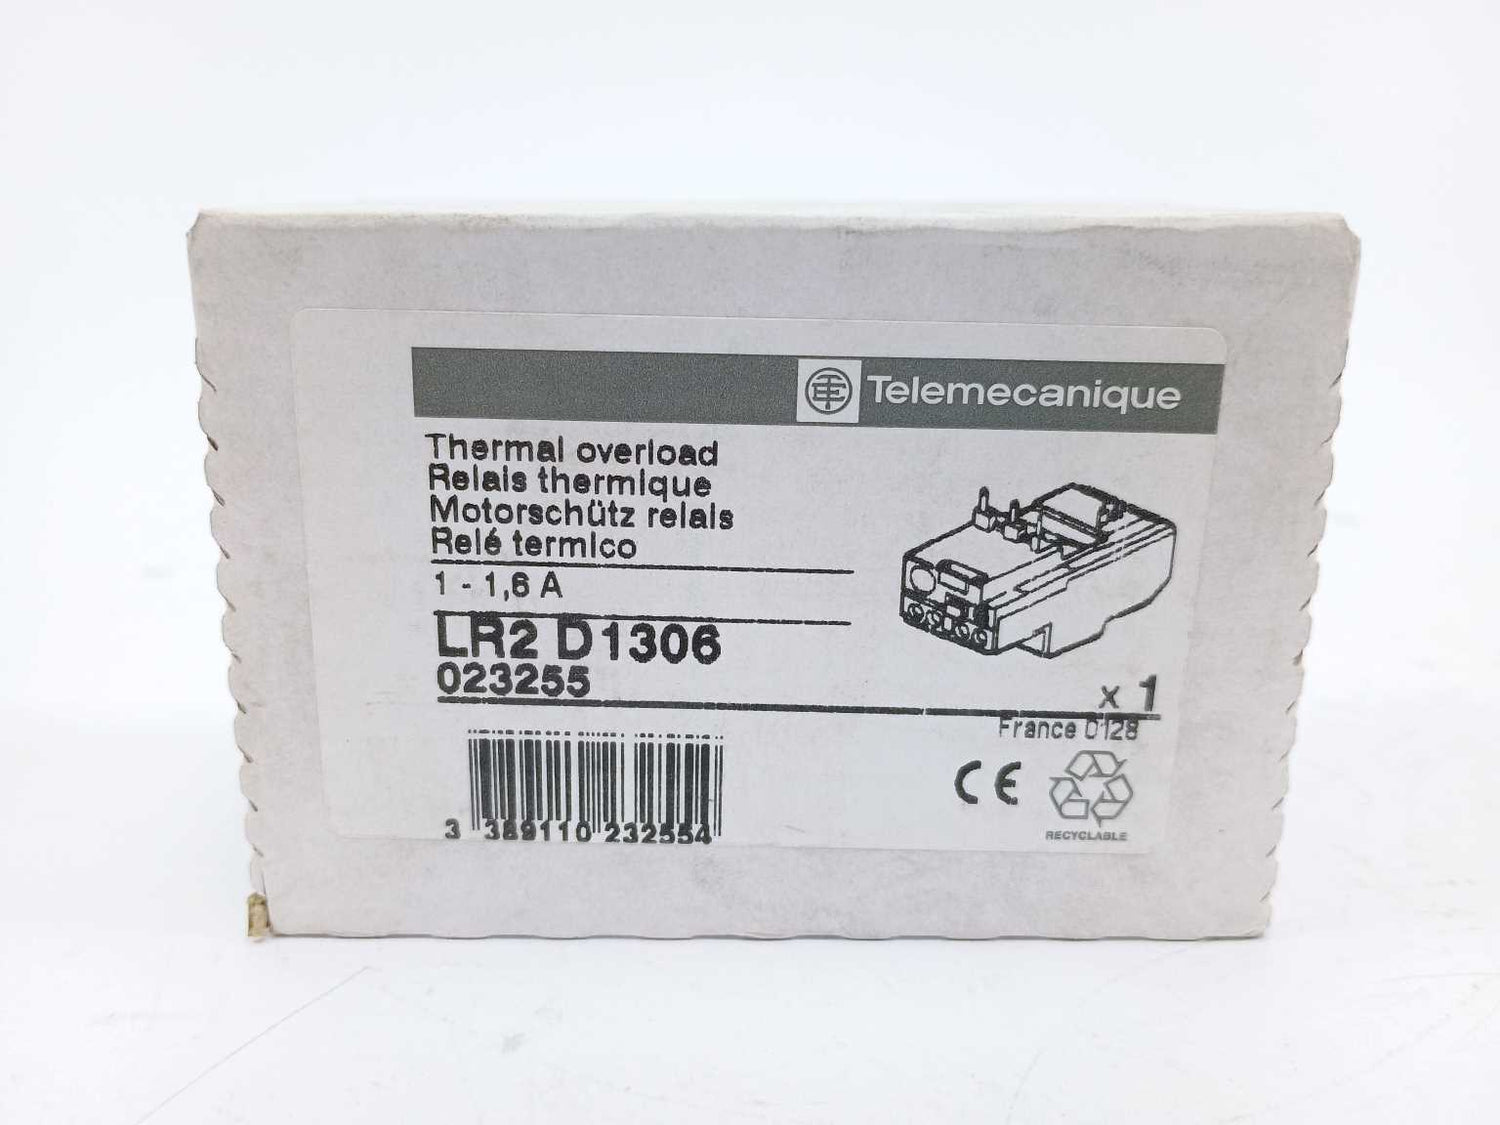 Telemecanique
Thermal overload
Relais thermique
Motorschütz relais
Relé termico
1 - 1,6 A
LR2 D1306
023255
x 1
France 0128
CE
RECYCLABLE
3 389110 232554